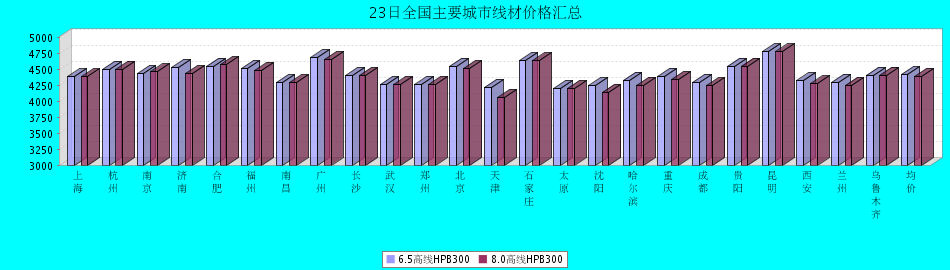 23日全国主要城市线材价格汇总
5000
4750
4500
4250
4000
3750
3500
3250
3000
上海
杭州
南京
济南
合肥
福州
南昌
广州
长沙
武汉
郑州
北京
天津
石家庄
太原
沈阳
哈尔滨
重庆
成都
贵阳
昆明
西安
兰州
乌鲁木齐
均价
6.5高线HPB300 8.0高线HPB300